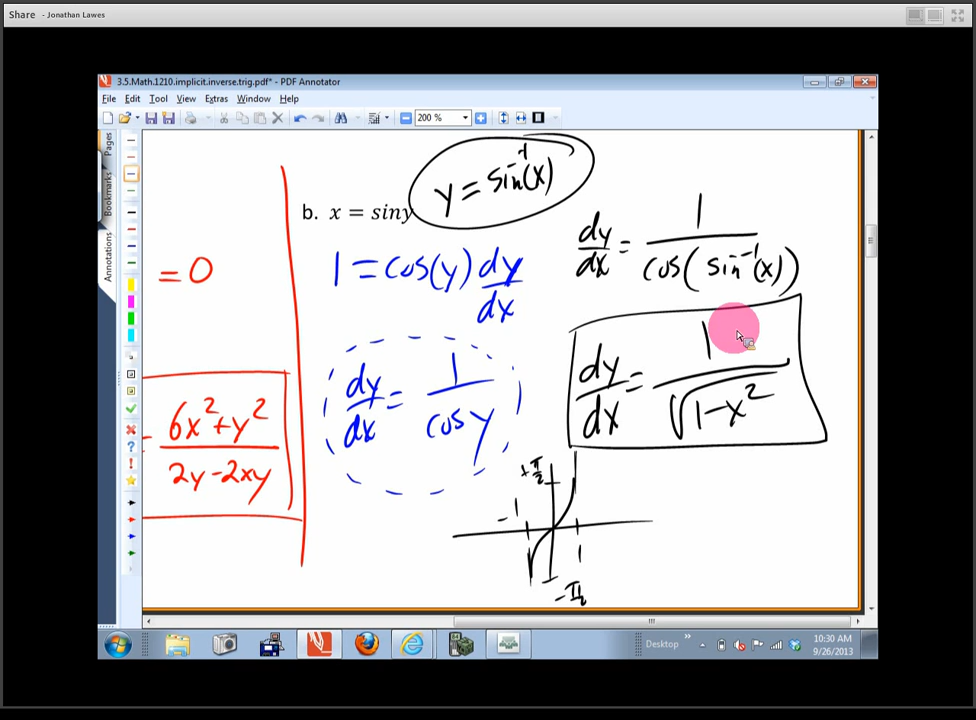 Share - Jonathan Lawes
3.5.Math.1210.implicit.inverse.trig.pdf* - PDF Annotator
File Edit Tool View Extras Window Help
200 %
Pages
Bookmarks
Annotations
y = sin⁻¹(x)
b. x = siny
dy/dx = 1/cos(sin⁻¹(x))
= 0
1 = cos(y) dy/dx
dy/dx = 1/√(1-x²)
dy/dx = 1/cos y
- 6x²+y²/2y-2xy
+π/2
-1
1
-π/2
Desktop »
10:30 AM
9/26/2013